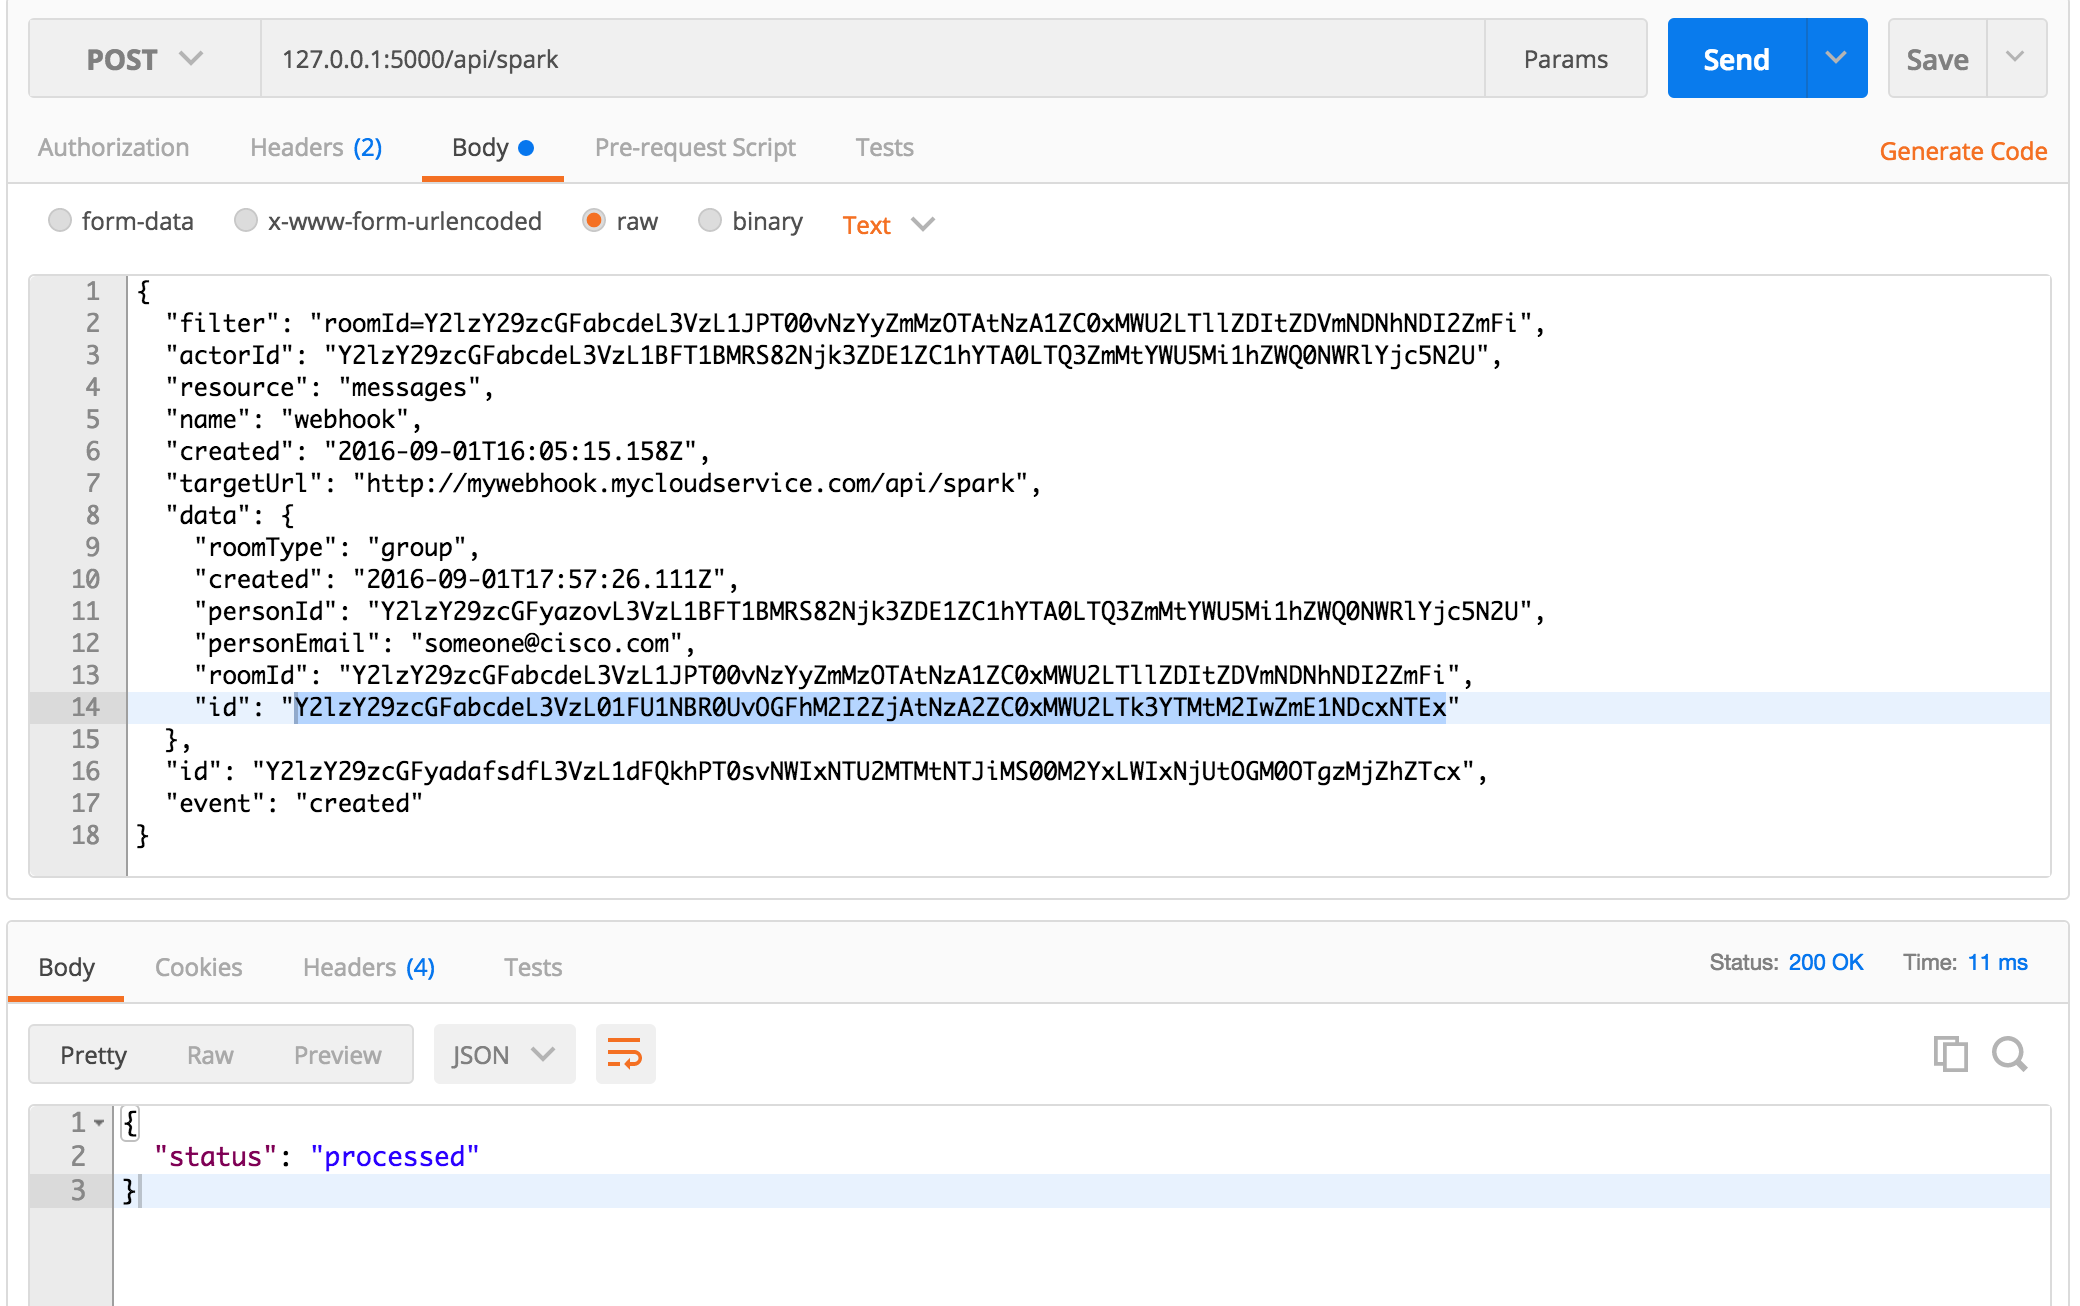 POST 127.0.0.1:5000/api/spark Params Send Save
Authorization Headers (2) Body Pre-request Script Tests Generate Code
form-data x-www-form-urlencoded raw binary Text
1 {
2 "filter": "roomId=Y2lzY29zcGFabcdeL3VzL1JPT00vNzYyZmMzOTAtNzA1ZC0xMWU2LTllZDItZDVmNDNhNDI2ZmFi",
3 "actorId": "Y2lzY29zcGFabcdeL3VzL1BFT1BMRS82Njk3ZDE1ZC1hYTA0LTQ3ZmMtYWU5Mi1hZWQ0NWRlYjc5N2U",
4 "resource": "messages",
5 "name": "webhook",
6 "created": "2016-09-01T16:05:15.158Z",
7 "targetUrl": "http://mywebhook.mycloudservice.com/api/spark",
8 "data": {
9 "roomType": "group",
10 "created": "2016-09-01T17:57:26.111Z",
11 "personId": "Y2lzY29zcGFyazovL3VzL1BFT1BMRS82Njk3ZDE1ZC1hYTA0LTQ3ZmMtYWU5Mi1hZWQ0NWRlYjc5N2U",
12 "personEmail": "someone@cisco.com",
13 "roomId": "Y2lzY29zcGFabcdeL3VzL1JPT00vNzYyZmMzOTAtNzA1ZC0xMWU2LTllZDItZDVmNDNhNDI2ZmFi",
14 "id": "Y2lzY29zcGFabcdeL3VzL01FU1NBR0UvOGFhM2I2ZjAtNzA2ZC0xMWU2LTk3YTMtM2IwZmE1NDcxNTEx"
15 },
16 "id": "Y2lzY29zcGFyadafsdfL3VzL1dFQkhPT0svNWIxNTU2MTMtNTJiMS00M2YxLWIxNjUtOGM0OTgzMjZhZTcx",
17 "event": "created"
18 }
Body Cookies Headers (4) Tests Status: 200 OK Time: 11 ms
Pretty Raw Preview JSON
1 {
2 "status": "processed"
3 }